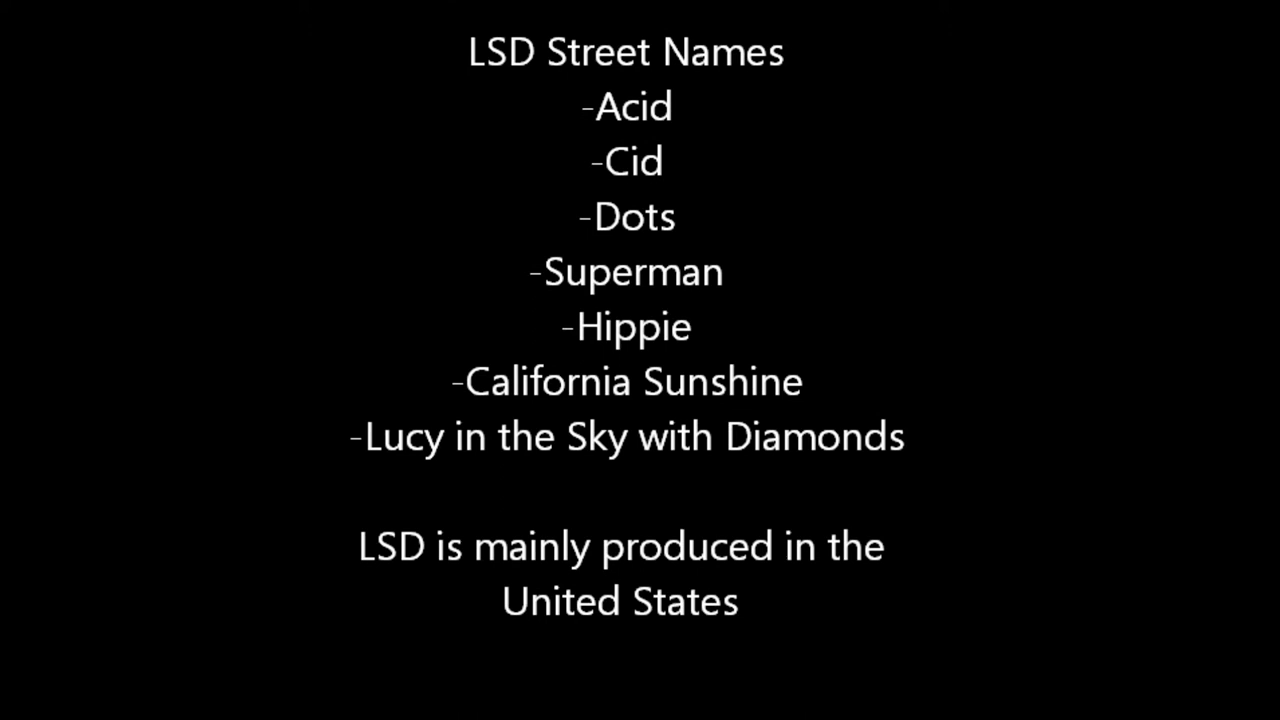 LSD Street Names
-Acid
-Cid
-Dots
-Superman
-Hippie
-California Sunshine
-Lucy in the Sky with Diamonds
LSD is mainly produced in the
United States